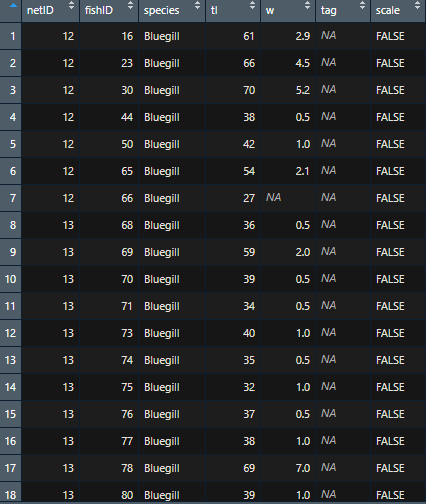 netID fishID species tl w tag scale
1 12 16 Bluegill 61 2.9 NA FALSE
2 12 23 Bluegill 66 4.5 NA FALSE
3 12 30 Bluegill 70 5.2 NA FALSE
4 12 44 Bluegill 38 0.5 NA FALSE
5 12 50 Bluegill 42 1.0 NA FALSE
6 12 65 Bluegill 54 2.1 NA FALSE
7 12 66 Bluegill 27 NA NA FALSE
8 13 68 Bluegill 36 0.5 NA FALSE
9 13 69 Bluegill 59 2.0 NA FALSE
10 13 70 Bluegill 39 0.5 NA FALSE
11 13 71 Bluegill 34 0.5 NA FALSE
12 13 73 Bluegill 40 1.0 NA FALSE
13 13 74 Bluegill 35 0.5 NA FALSE
14 13 75 Bluegill 32 1.0 NA FALSE
15 13 76 Bluegill 37 0.5 NA FALSE
16 13 77 Bluegill 38 1.0 NA FALSE
17 13 78 Bluegill 69 7.0 NA FALSE
18 13 80 Bluegill 39 1.0 NA FALSE